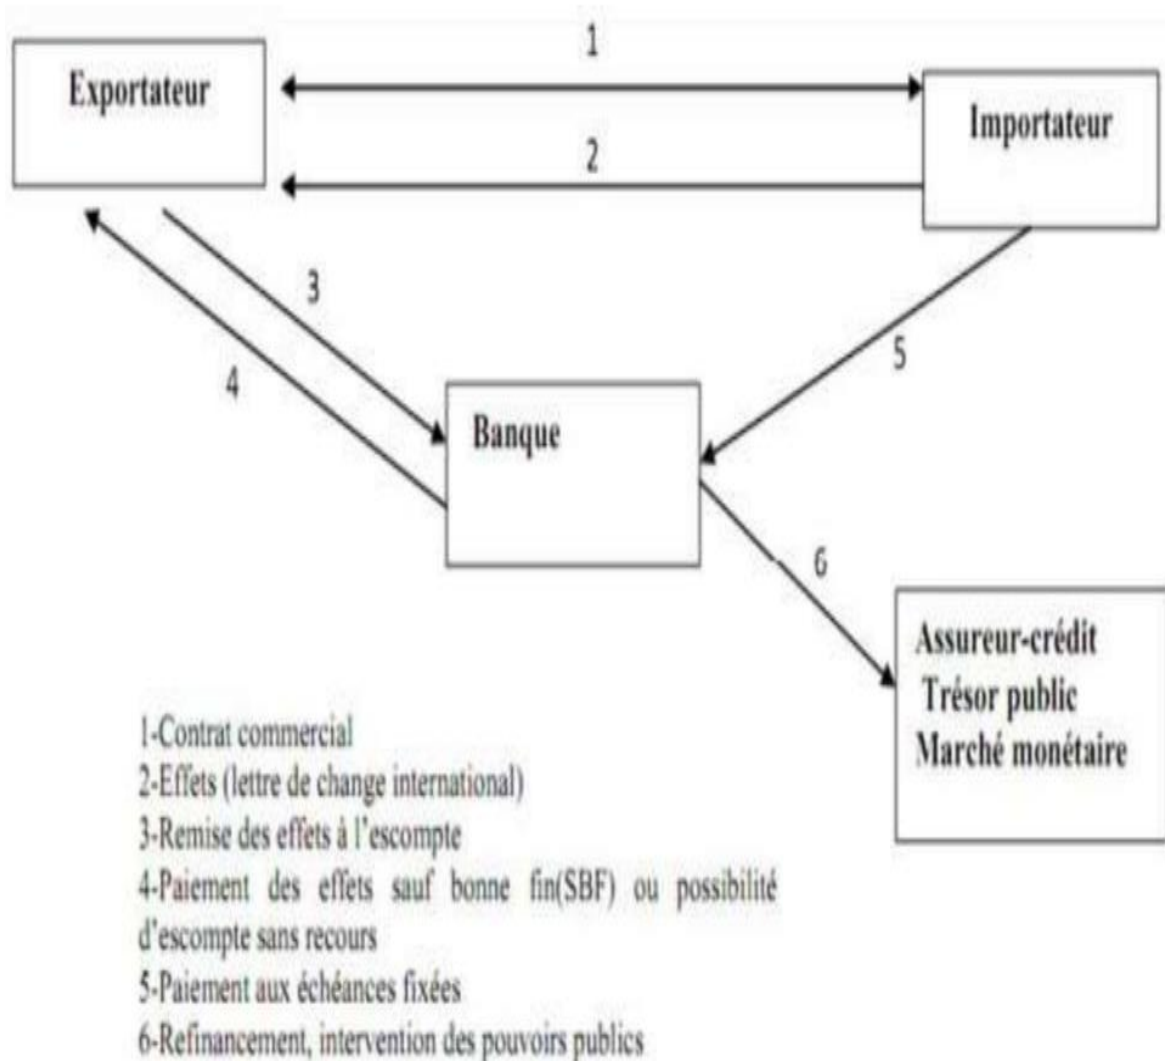 1
Exportateur
Importateur
2
3
4
5
Banque
6
Assureur-crédit
Trésor public
Marché monétaire
1-Contrat commercial
2-Effets (lettre de change international)
3-Remise des effets à l'escompte
4-Paiement des effets sauf bonne fin(SBF) ou possibilité
d'escompte sans recours
5-Paiement aux échéances fixées
6-Refinancement, intervention des pouvoirs publics